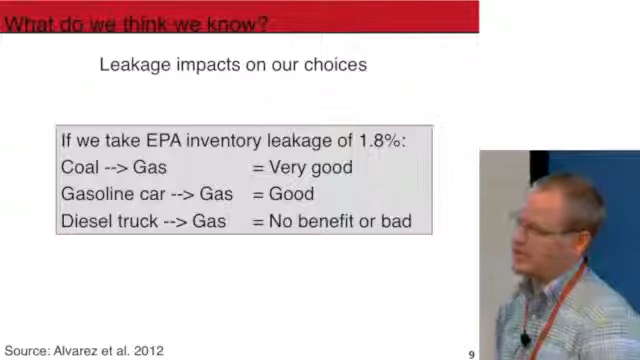 What do we think we know?
Leakage impacts on our choices
If we take EPA inventory leakage of 1.8%:
Coal --> Gas = Very good
Gasoline car --> Gas = Good
Diesel truck --> Gas = No benefit or bad
Source: Alvarez et al. 2012
9